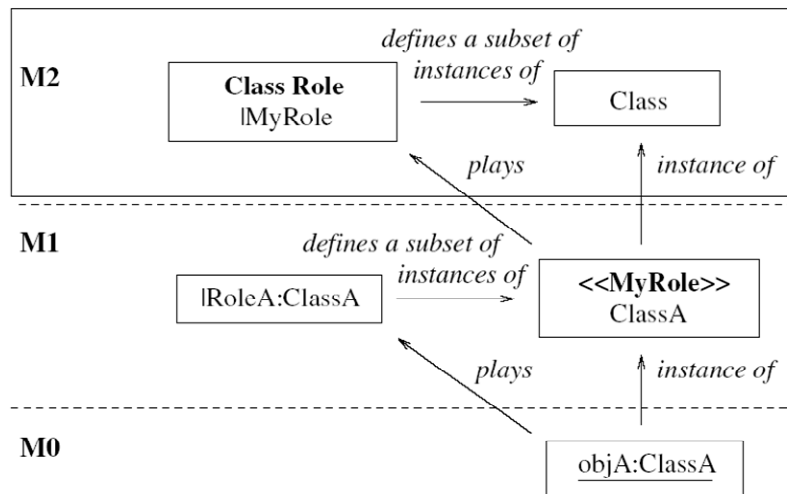 defines a subset of
instances of
M2
Class Role
|MyRole
Class
plays
instance of
M1
defines a subset of
instances of
|RoleA:ClassA
<<MyRole>>
ClassA
plays
instance of
M0
objA:ClassA